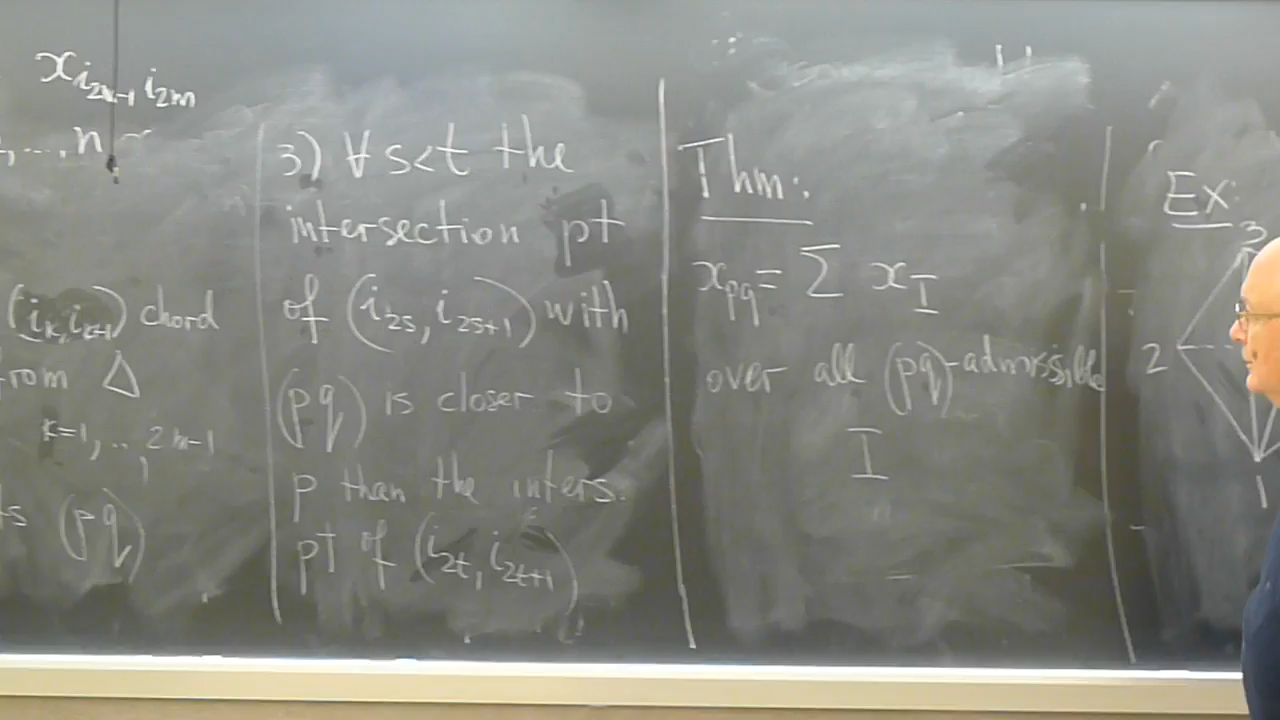 x_{i_{2m-1} i_{2m}}
,...,n
(i_k, i_{k+1}) chord
from Δ
k=1,..,2m-1
(pq)
3) ∀ s<t the
intersection pt
of (i_{2s}, i_{2s+1}) with
(pq) is closer to
p than the inters.
pt of (i_{2t}, i_{2t+1})
Thm:
x_{pq} = Σ x_I
over all (pq)-admissible
I
Ex:
3
2
1